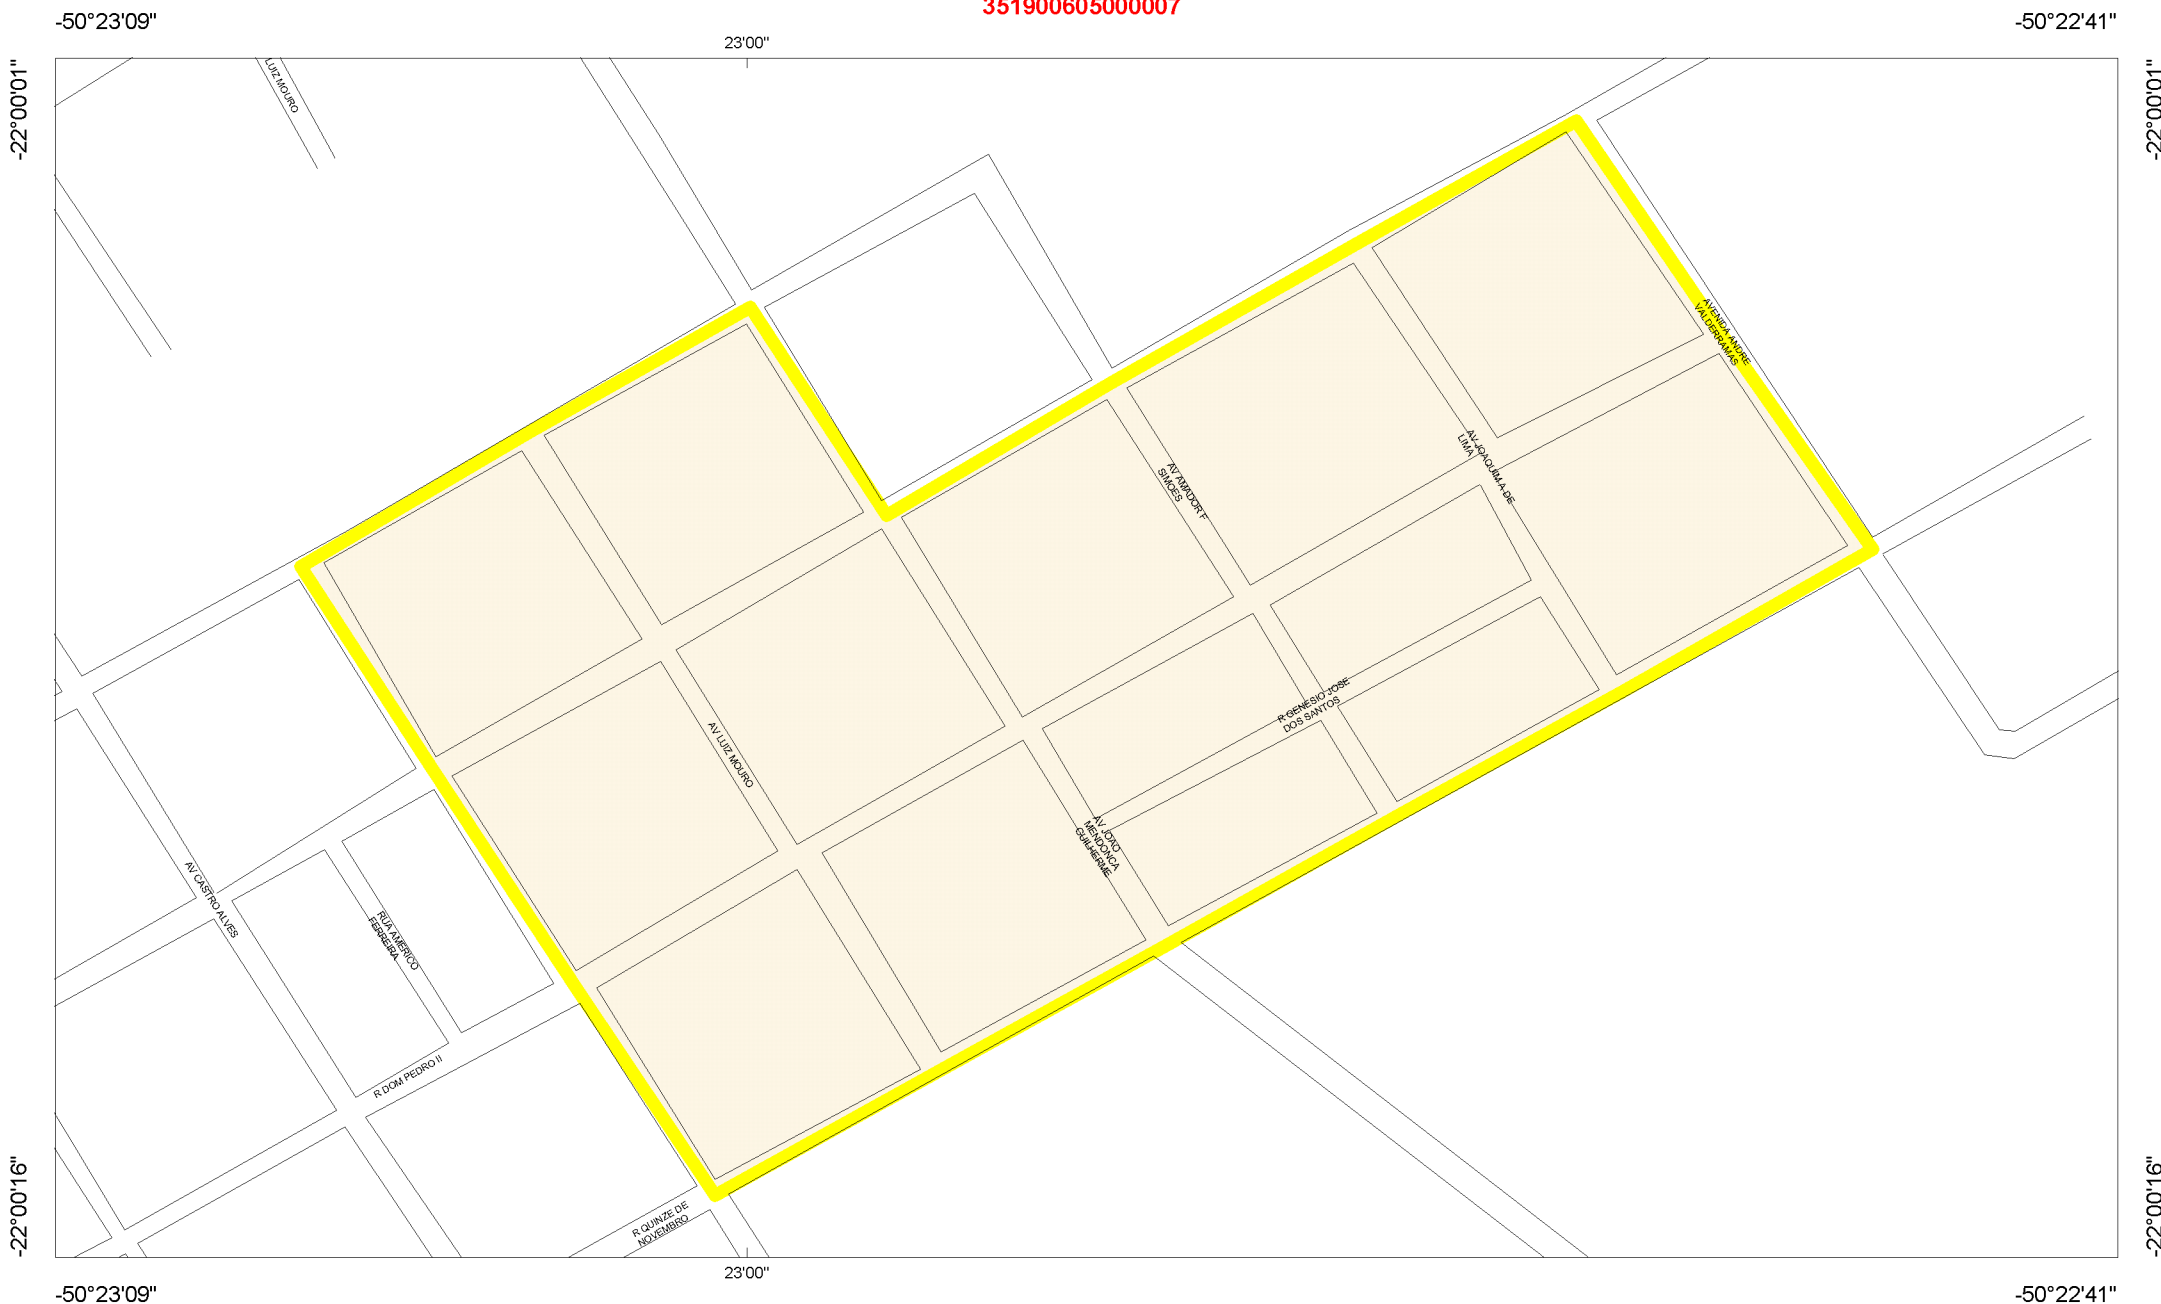 351900605000007
-50°23'09"
-50°22'41"
23'00"
-22°00'01"
-22°00'01"
LUIZ MOURO
AVENIDA ANDRE
VALDERRAMAS
AV JOAQUIM A DE
LIMA
AV AMADOR F
SIMOES
R GENESIO JOSE
DOS SANTOS
AV LUIZ MOURO
AV JOAO
MENDONCA
GUILHERME
AV CASTRO ALVES
RUA AMERICO
FERREIRA
R DOM PEDRO II
R QUINZE DE
NOVEMBRO
-22°00'16"
-22°00'16"
23'00"
-50°23'09"
-50°22'41"